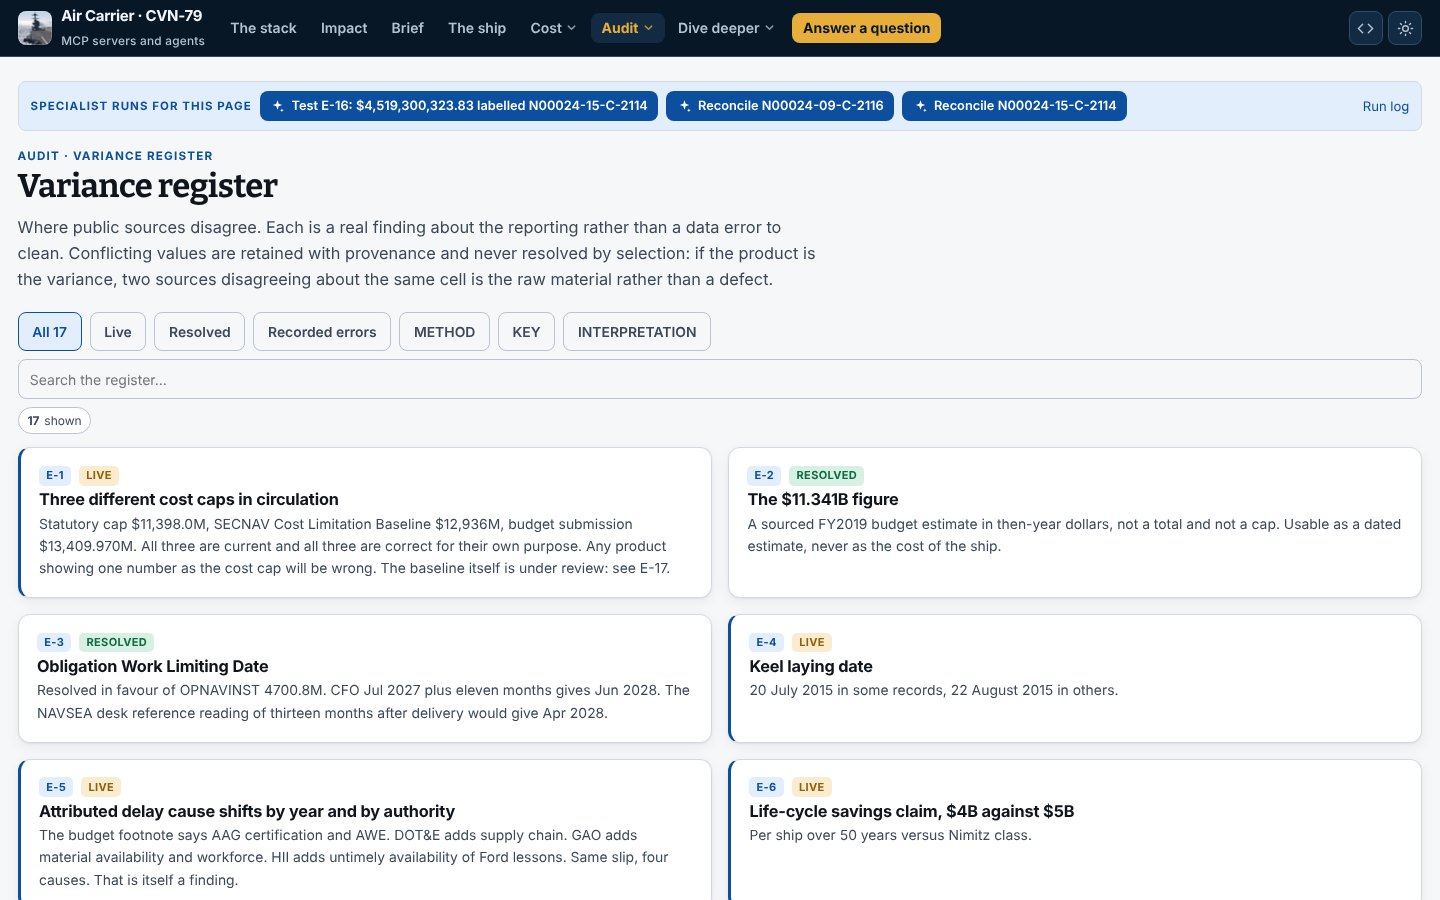 Air Carrier · CVN-79
MCP servers and agents
The stack
Impact
Brief
The ship
Cost
Audit
Dive deeper
Answer a question
SPECIALIST RUNS FOR THIS PAGE
Test E-16: $4,519,300,323.83 labelled N00024-15-C-2114
Reconcile N00024-09-C-2116
Reconcile N00024-15-C-2114
Run log
AUDIT · VARIANCE REGISTER
Variance register
Where public sources disagree. Each is a real finding about the reporting rather than a data error to
clean. Conflicting values are retained with provenance and never resolved by selection: if the product is
the variance, two sources disagreeing about the same cell is the raw material rather than a defect.
All 17
Live
Resolved
Recorded errors
METHOD
KEY
INTERPRETATION
Search the register...
17 shown
E-1 LIVE
Three different cost caps in circulation
Statutory cap $11,398.0M, SECNAV Cost Limitation Baseline $12,936M, budget submission
$13,409.970M. All three are current and all three are correct for their own purpose. Any product
showing one number as the cost cap will be wrong. The baseline itself is under review: see E-17.
E-2 RESOLVED
The $11.341B figure
A sourced FY2019 budget estimate in then-year dollars, not a total and not a cap. Usable as a dated
estimate, never as the cost of the ship.
E-3 RESOLVED
Obligation Work Limiting Date
Resolved in favour of OPNAVINST 4700.8M. CFO Jul 2027 plus eleven months gives Jun 2028. The
NAVSEA desk reference reading of thirteen months after delivery would give Apr 2028.
E-4 LIVE
Keel laying date
20 July 2015 in some records, 22 August 2015 in others.
E-5 LIVE
Attributed delay cause shifts by year and by authority
The budget footnote says AAG certification and AWE. DOT&E adds supply chain. GAO adds
material availability and workforce. HII adds untimely availability of Ford lessons. Same slip, four
causes. That is itself a finding.
E-6 LIVE
Life-cycle savings claim, $4B against $5B
Per ship over 50 years versus Nimitz class.